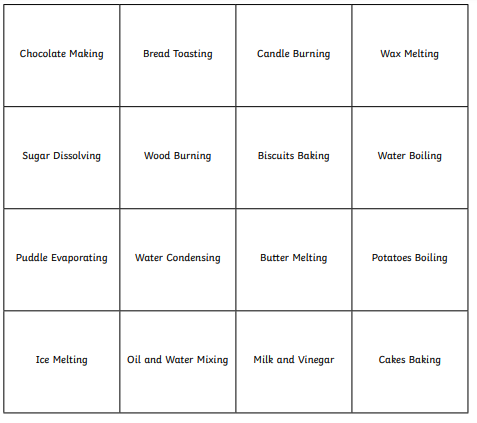 Chocolate Making
Bread Toasting
Candle Burning
Wax Melting
Sugar Dissolving
Wood Burning
Biscuits Baking
Water Boiling
Puddle Evaporating
Water Condensing
Butter Melting
Potatoes Boiling
Ice Melting
Oil and Water Mixing
Milk and Vinegar
Cakes Baking